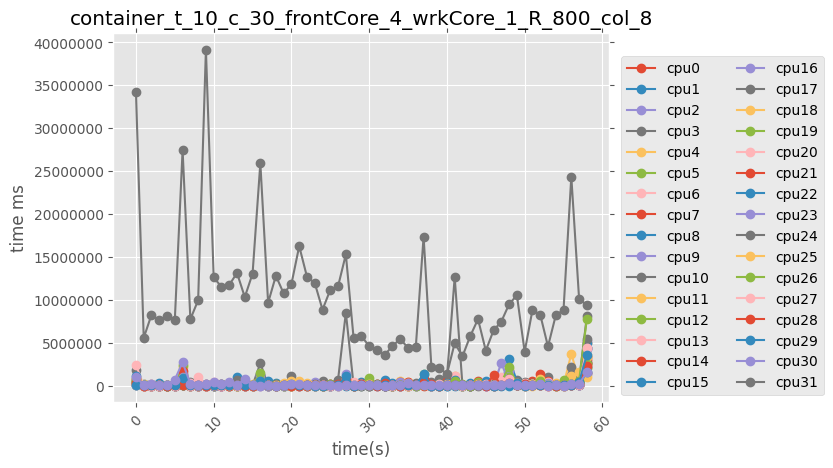 container_t_10_c_30_frontCore_4_wrkCore_1_R_800_col_8
40000000
35000000
30000000
25000000
20000000
15000000
10000000
5000000
0
time ms
0
10
20
30
40
50
60
time(s)
cpu0
cpu1
cpu2
cpu3
cpu4
cpu5
cpu6
cpu7
cpu8
cpu9
cpu10
cpu11
cpu12
cpu13
cpu14
cpu15
cpu16
cpu17
cpu18
cpu19
cpu20
cpu21
cpu22
cpu23
cpu24
cpu25
cpu26
cpu27
cpu28
cpu29
cpu30
cpu31